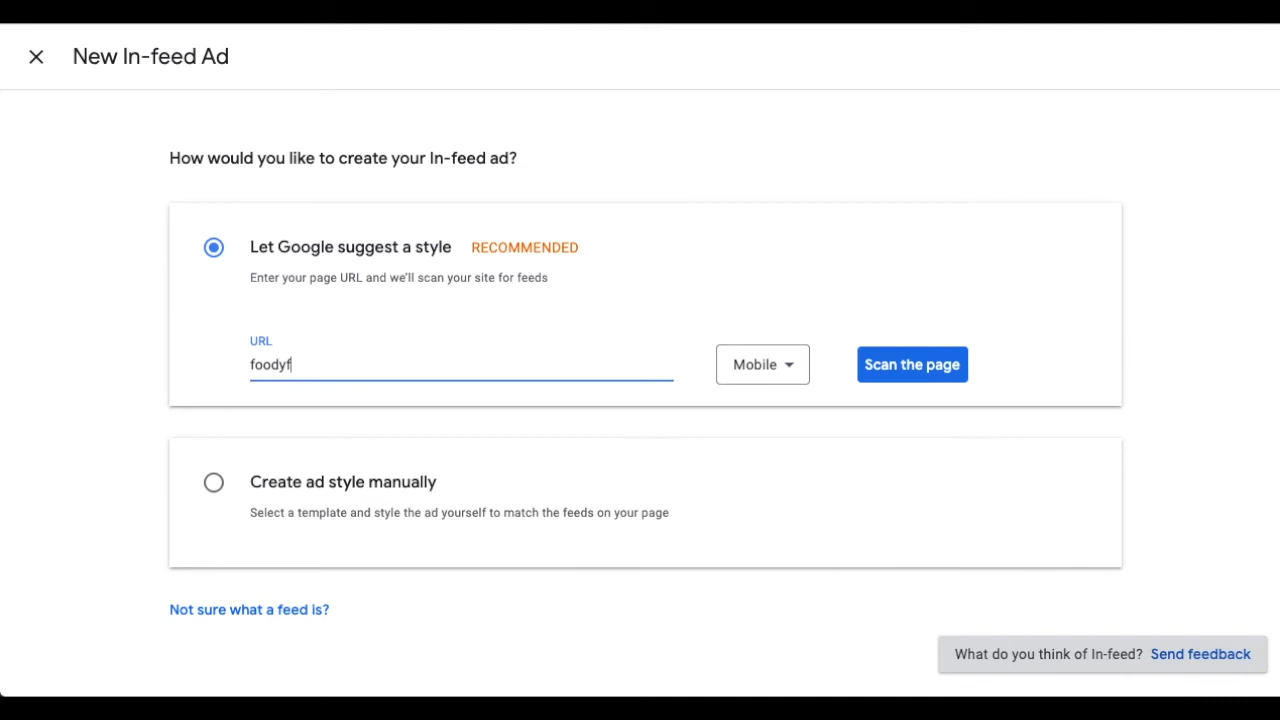 New In-feed Ad
How would you like to create your In-feed ad?
Let Google suggest a style RECOMMENDED
Enter your page URL and we'll scan your site for feeds
URL
foodyf
Mobile
Scan the page
Create ad style manually
Select a template and style the ad yourself to match the feeds on your page
Not sure what a feed is?
What do you think of In-feed? Send feedback